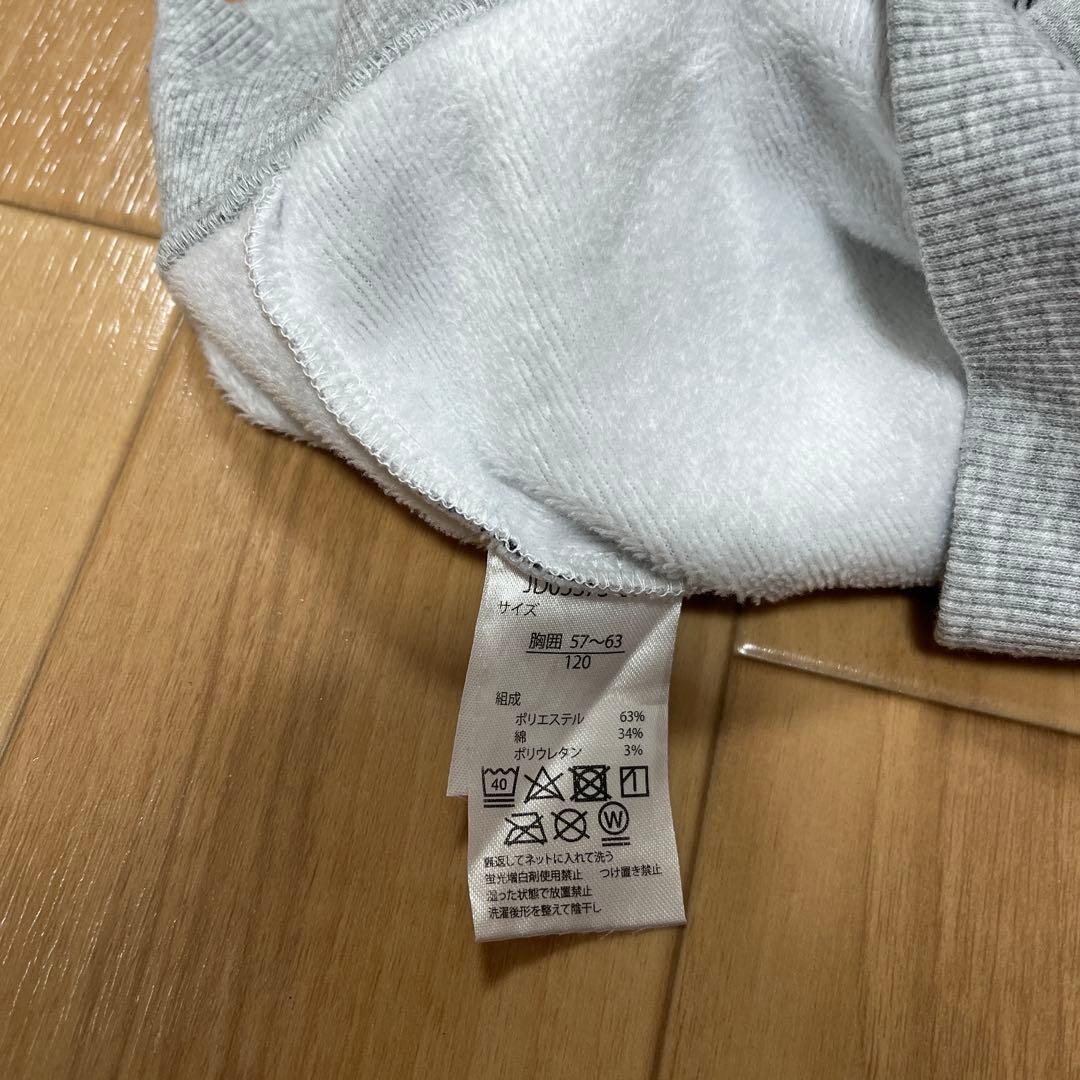 サイズ
胸囲 57～63
120
組成
ポリエステル 63%
綿 34%
ポリウレタン 3%
40
W
裏返してネットに入れて洗う
蛍光増白剤使用禁止 つけ置き禁止
湿った状態で放置禁止
洗濯後形を整えて陰干し